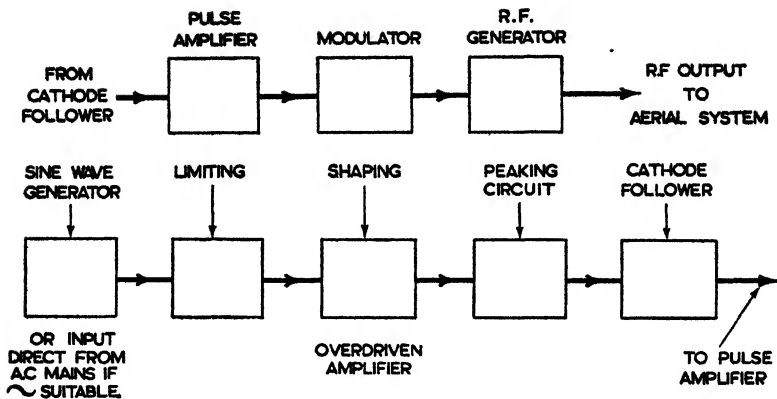 PULSE
AMPLIFIER
MODULATOR
R.F.
GENERATOR
FROM
CATHODE
FOLLOWER
R.F OUTPUT
TO
AERIAL SYSTEM
SINE WAVE
GENERATOR
LIMITING
SHAPING
PEAKING
CIRCUIT
CATHODE
FOLLOWER
OR INPUT
DIRECT FROM
A.C MAINS IF
∼ SUITABLE.
OVERDRIVEN
AMPLIFIER
TO PULSE
AMPLIFIER